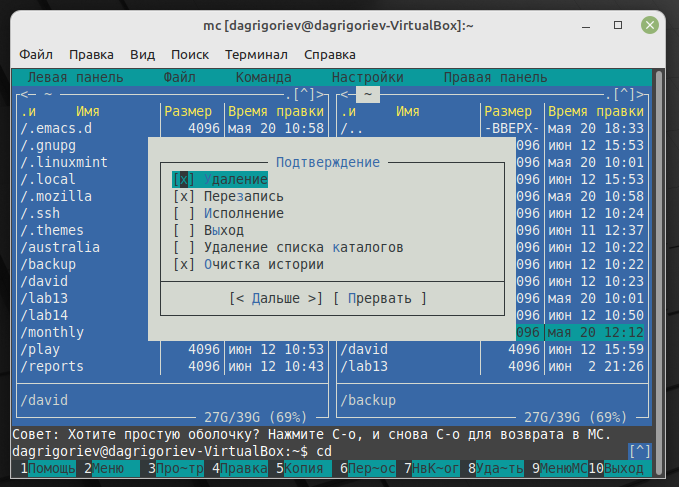 mc [dagrigoriev@dagrigoriev-VirtualBox]:~
Файл Правка Вид Поиск Терминал Справка
Левая панель Файл Команда Настройки Правая панель
<— ~ .[^]> <— ~ .[^]>
.и Имя Размер Время правки .и Имя Размер Время правки
/.emacs.d 4096 мая 20 10:58 /.. -ВВЕРХ- мая 20 18:33
/.gnupg 096 июн 12 15:53
/.linuxmint Подтверждение 096 мая 20 10:01
/.local [x] Удаление 096 июн 12 15:53
/.mozilla [x] Перезапись 096 мая 20 10:58
/.ssh [ ] Исполнение 096 июн 12 10:24
/.themes [ ] Выход 096 июн 11 12:37
/australia [ ] Удаление списка каталогов 096 июн 12 10:22
/backup [x] Очистка истории 096 июн 12 10:22
/david 096 июн 12 10:23
/lab13 [< Дальше >] [ Прервать ] 096 мая 20 10:01
/lab14 096 июн 12 10:50
/monthly 096 мая 20 12:12
/play 4096 июн 12 10:53 /david 4096 июн 12 15:59
/reports 4096 июн 12 10:43 /lab13 4096 июн 2 21:26
/david /backup
27G/39G (69%) 27G/39G (69%)
Совет: Хотите простую оболочку? Нажмите C-o, и снова C-o для возврата в MC.
dagrigoriev@dagrigoriev-VirtualBox:~$ cd [^]
1Помощь 2Меню 3Про~тр 4Правка 5Копия 6Пер~ос 7НвК~ог 8Уда~ть 9МенюMC 10Выход